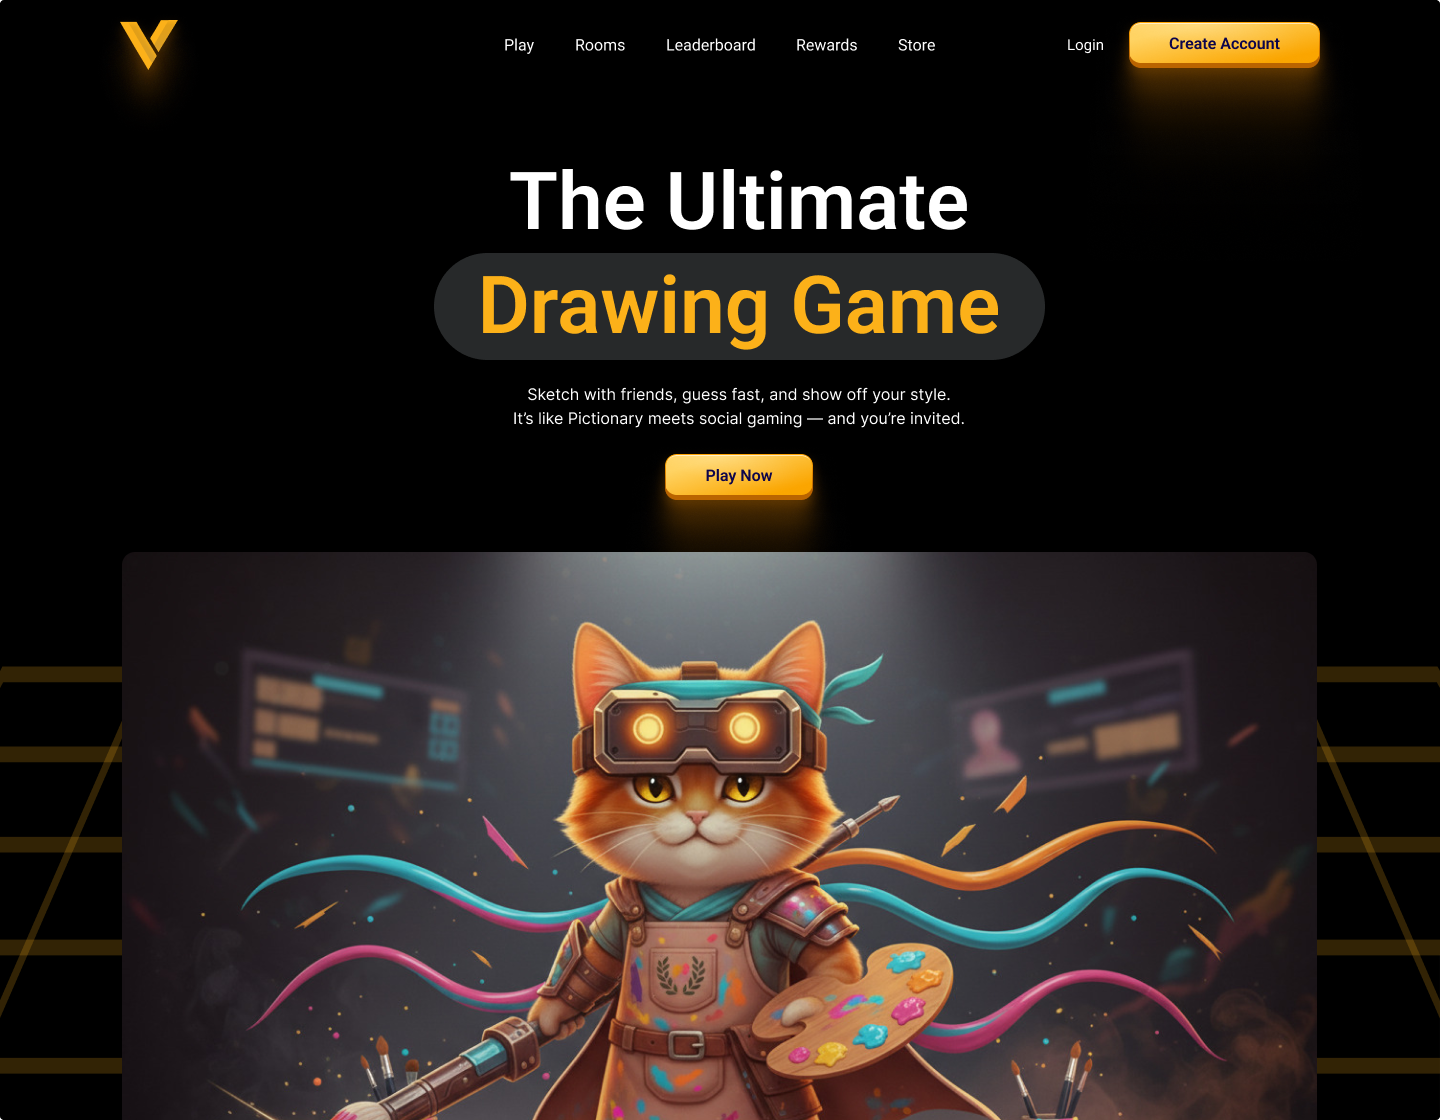 Play Rooms Leaderboard Rewards Store Login Create Account
The Ultimate
Drawing Game
Sketch with friends, guess fast, and show off your style.
It’s like Pictionary meets social gaming — and you’re invited.
Play Now